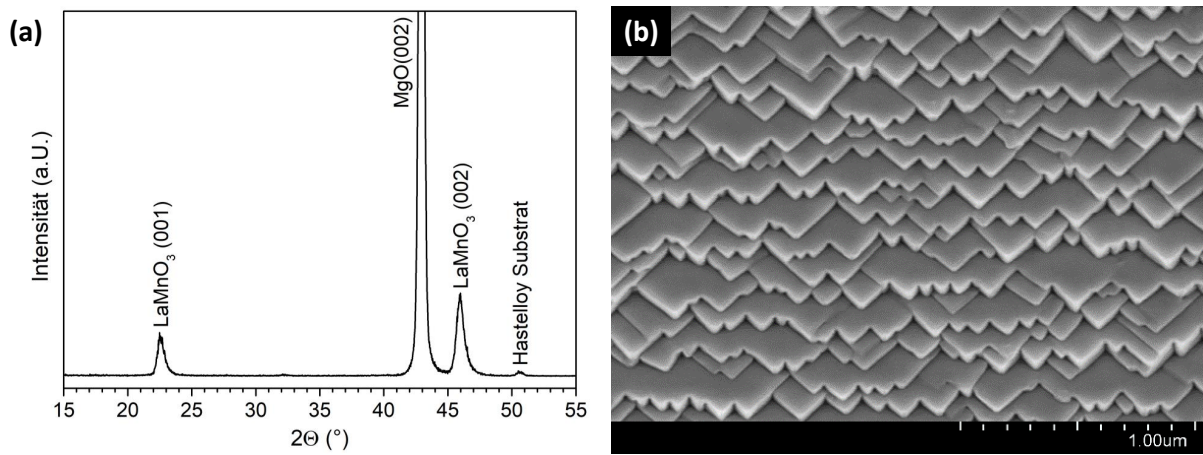 (a)
Intensität (a.U.)
LaMnO₃ (001)
MgO(002)
LaMnO₃ (002)
Hastelloy Substrat
15 20 25 30 35 40 45 50 55
2Θ (°)
(b)
1.00um